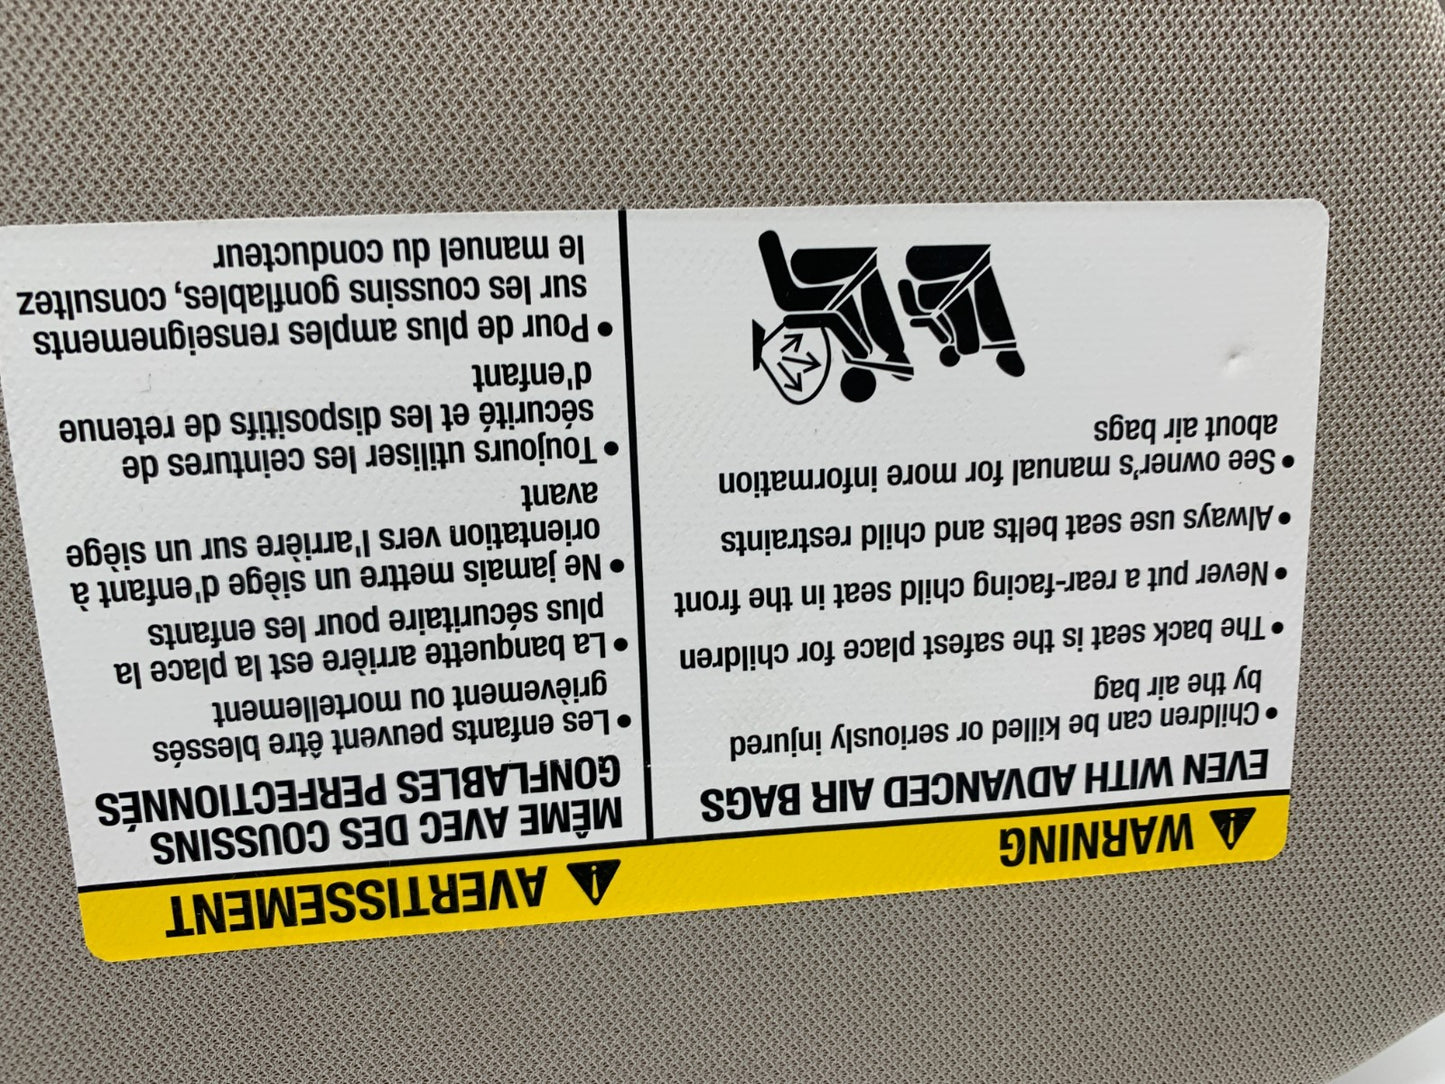 WARNING
EVEN WITH ADVANCED AIR BAGS
• Children can be killed or seriously injured
by the air bag
• The back seat is the safest place for children
• Never put a rear-facing child seat in the front
• Always use seat belts and child restraints
• See owner's manual for more information
about air bags
AVERTISSEMENT
MÊME AVEC DES COUSSINS
GONFLABLES PERFECTIONNÉS
• Les enfants peuvent être blessés
grièvement ou mortellement
• La banquette arrière est la place la
plus sécuritaire pour les enfants
• Ne jamais mettre un siège d'enfant à
orientation vers l'arrière sur un siège
avant
• Toujours utiliser les ceintures de
sécurité et les dispositifs de retenue
d'enfant
• Pour de plus amples renseignements
sur les coussins gonflables, consultez
le manuel du conducteur